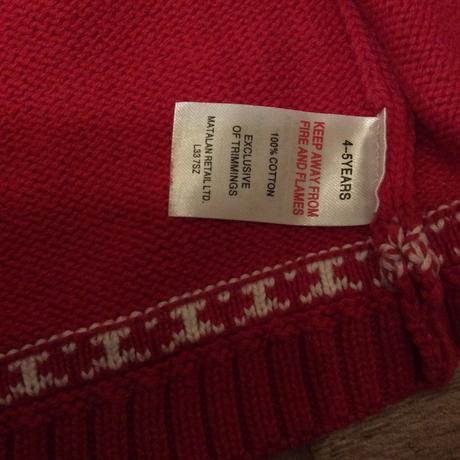 4-5YEARS
KEEP AWAY FROM
FIRE AND FLAMES
100% COTTON
EXCLUSIVE
OF TRIMMINGS
MATALAN RETAIL LTD.
L33 7SZ